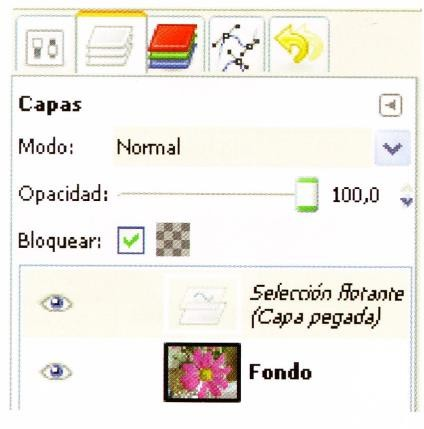 Capas
Modo: Normal
Opacidad: 100,0
Bloquear:
Selección flotante
(Capa pegada)
Fondo